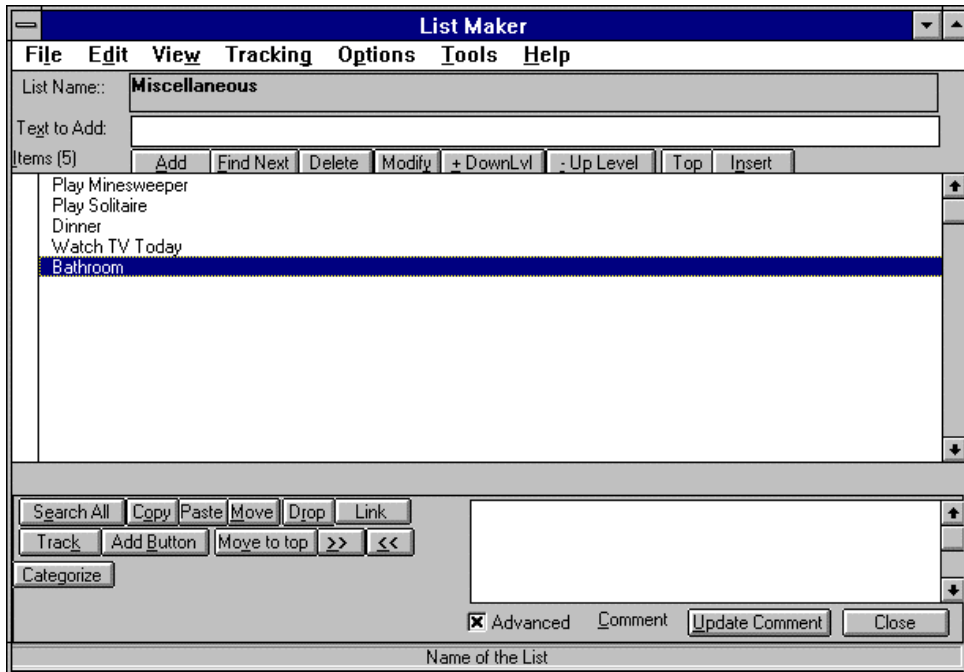 List Maker
File Edit View Tracking Options Tools Help
List Name:: Miscellaneous
Text to Add:
Items (5) Add Find Next Delete Modify + DownLvl - Up Level Top Insert
Play Minesweeper
Play Solitaire
Dinner
Watch TV Today
Bathroom
Search All Copy Paste Move Drop Link
Track Add Button Move to top >> <<
Categorize
Advanced Comment Update Comment Close
Name of the List